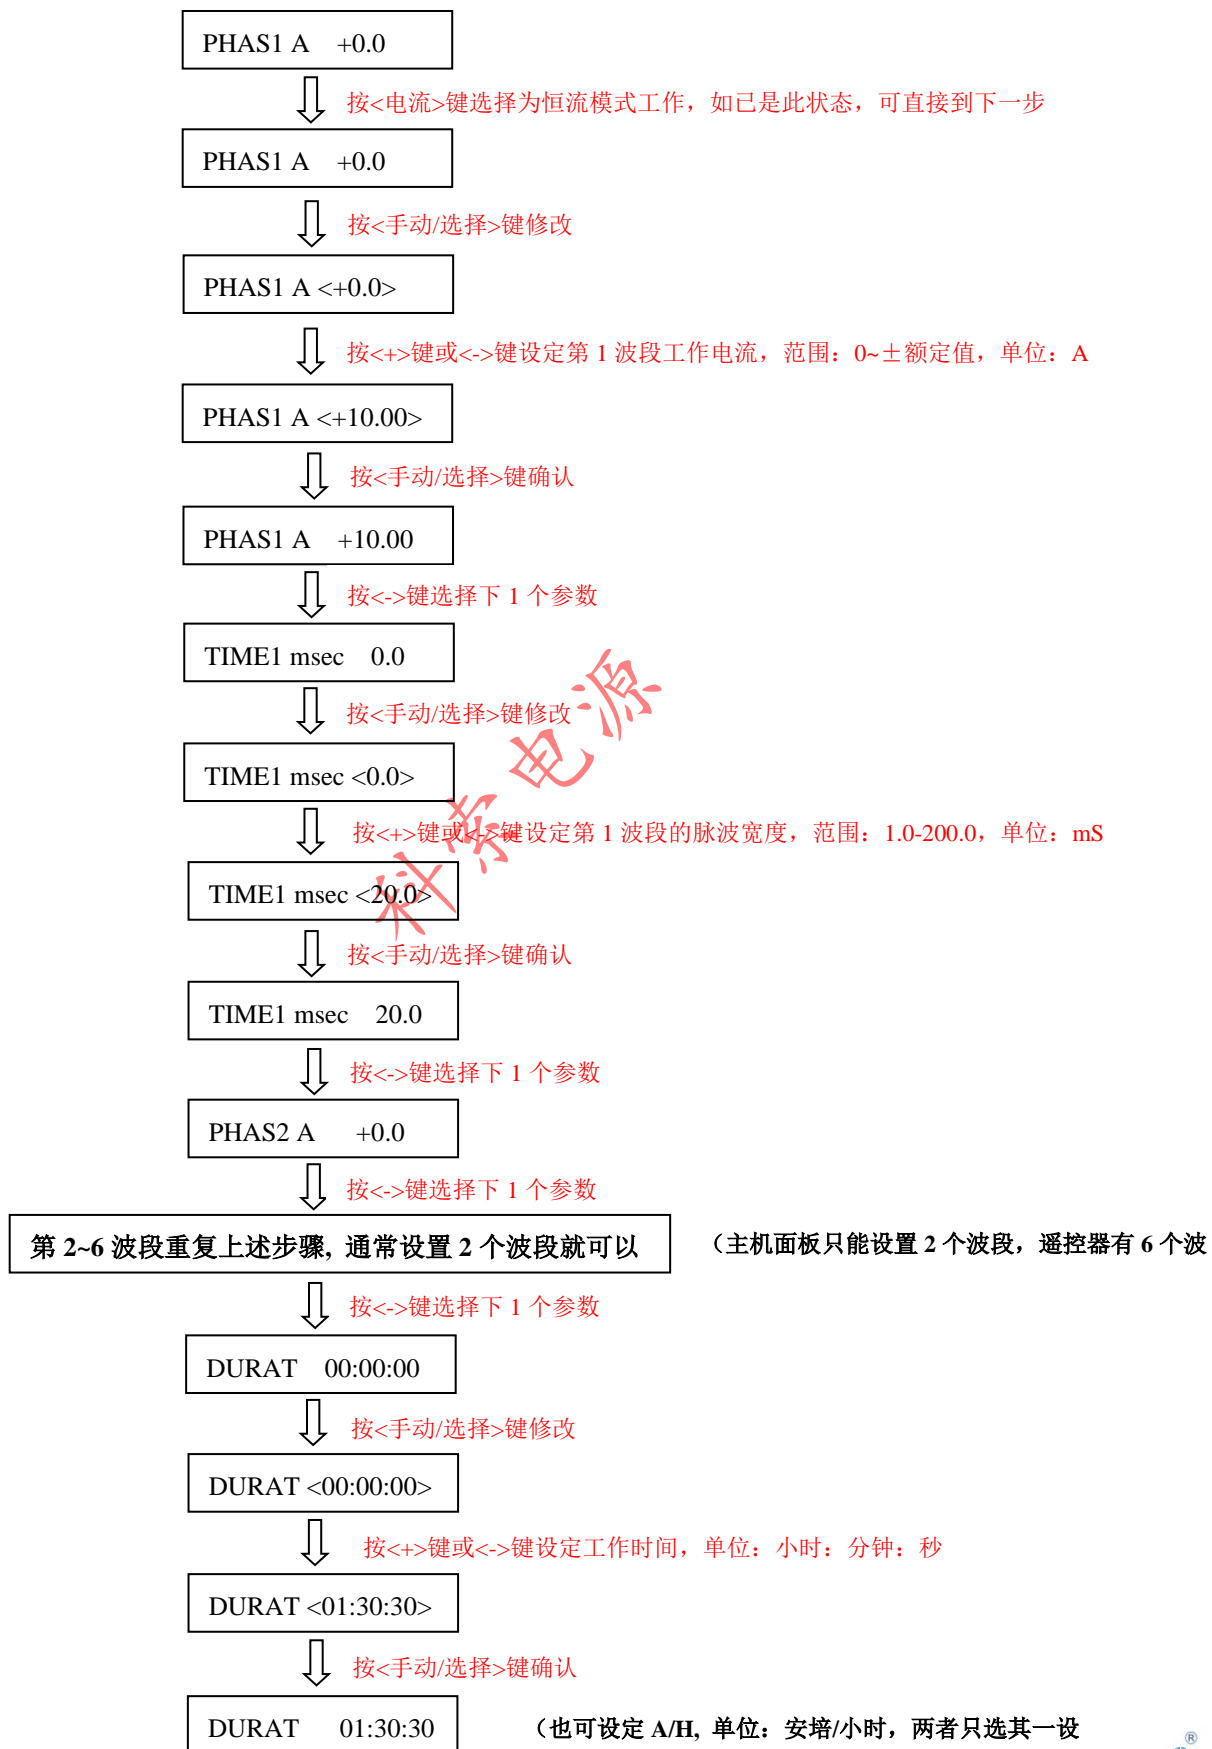 PHAS1 A +0.0
按<电流>键选择为恒流模式工作，如已是此状态，可直接到下一步
PHAS1 A +0.0
按<手动/选择>键修改
PHAS1 A <+0.0>
按<+>键或<->键设定第 1 波段工作电流，范围：0~±额定值，单位：A
PHAS1 A <+10.00>
按<手动/选择>键确认
PHAS1 A +10.00
按<->键选择下 1 个参数
TIME1 msec 0.0
按<手动/选择>键修改
TIME1 msec <0.0>
按<+>键或<->键设定第 1 波段的脉波宽度，范围：1.0-200.0，单位：mS
TIME1 msec <20.0>
按<手动/选择>键确认
TIME1 msec 20.0
按<->键选择下 1 个参数
PHAS2 A +0.0
按<->键选择下 1 个参数
第 2~6 波段重复上述步骤, 通常设置 2 个波段就可以 （主机面板只能设置 2 个波段，遥控器有 6 个波
按<->键选择下 1 个参数
DURAT 00:00:00
按<手动/选择>键修改
DURAT <00:00:00>
按<+>键或<->键设定工作时间，单位：小时：分钟：秒
DURAT <01:30:30>
按<手动/选择>键确认
DURAT 01:30:30 （也可设定 A/H, 单位：安培/小时，两者只选其一设
科索电源
®